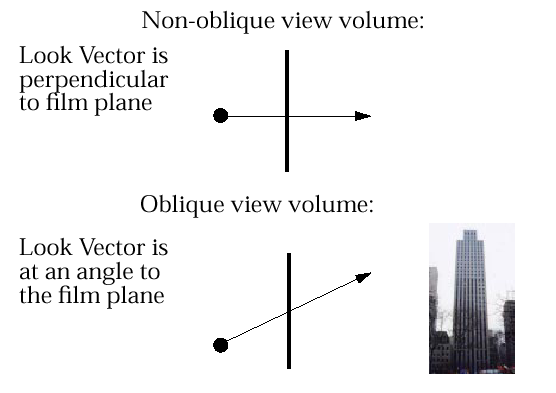 Non-oblique view volume:
Look Vector is
perpendicular
to film plane
Oblique view volume:
Look Vector is
at an angle to
the film plane